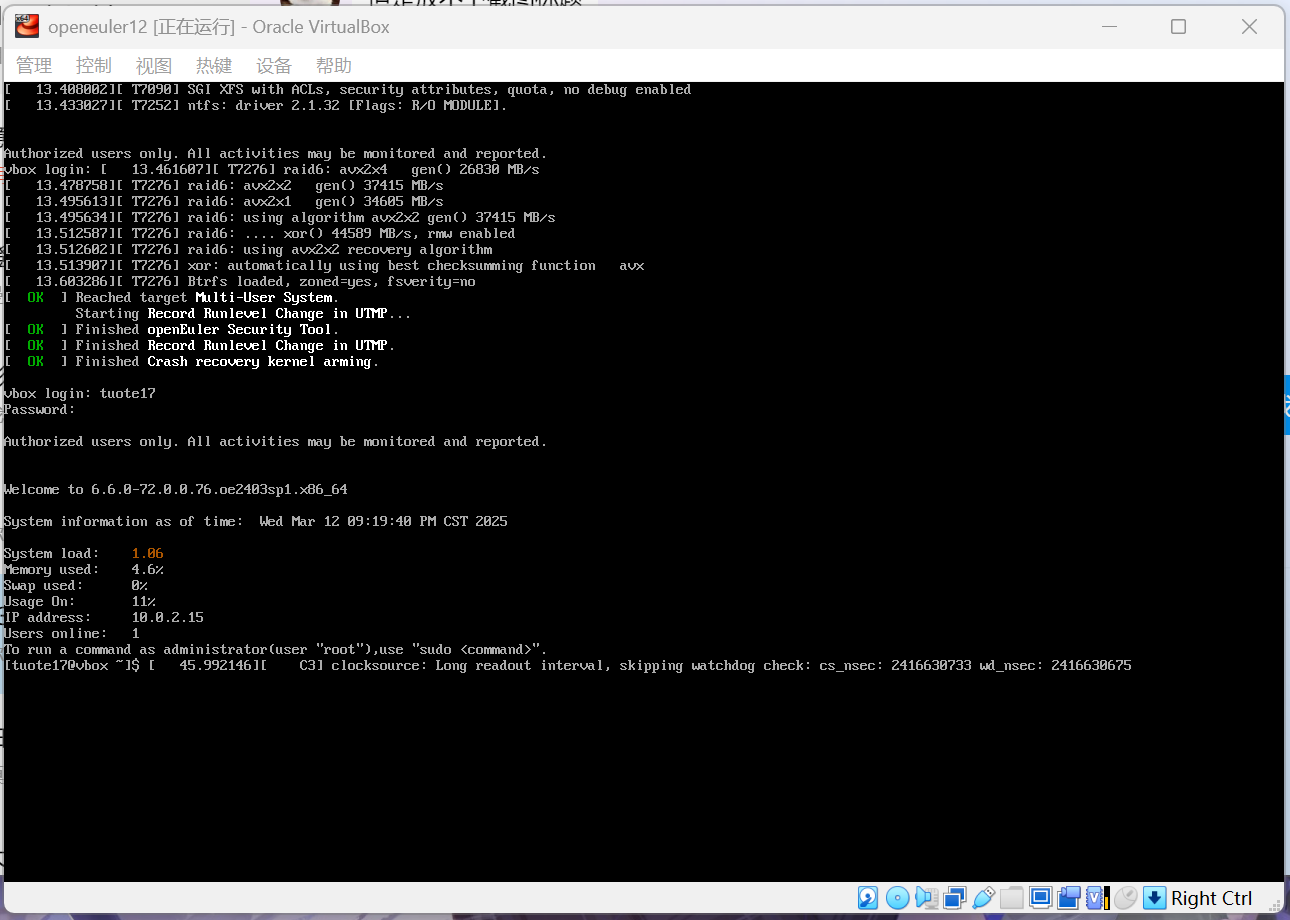 openeuler12 [正在运行] - Oracle VirtualBox
管理 控制 视图 热键 设备 帮助
[   13.408002][ T7090] SGI XFS with ACLs, security attributes, quota, no debug enabled
[   13.433027][ T7252] ntfs: driver 2.1.32 [Flags: R/O MODULE].
Authorized users only. All activities may be monitored and reported.
vbox login: [   13.461607][ T7276] raid6: avx2x4   gen() 26830 MB/s
[   13.478758][ T7276] raid6: avx2x2   gen() 37415 MB/s
[   13.495613][ T7276] raid6: avx2x1   gen() 34605 MB/s
[   13.495634][ T7276] raid6: using algorithm avx2x2 gen() 37415 MB/s
[   13.512587][ T7276] raid6: .... xor() 44589 MB/s, rmw enabled
[   13.512602][ T7276] raid6: using avx2x2 recovery algorithm
[   13.513907][ T7276] xor: automatically using best checksumming function   avx
[   13.603286][ T7276] Btrfs loaded, zoned=yes, fsverity=no
[  OK  ] Reached target Multi-User System.
         Starting Record Runlevel Change in UTMP...
[  OK  ] Finished openEuler Security Tool.
[  OK  ] Finished Record Runlevel Change in UTMP.
[  OK  ] Finished Crash recovery kernel arming.
vbox login: tuote17
Password:
Authorized users only. All activities may be monitored and reported.
Welcome to 6.6.0-72.0.0.76.oe2403sp1.x86_64
System information as of time:  Wed Mar 12 09:19:40 PM CST 2025
System load:    1.06
Memory used:    4.6%
Swap used:      0%
Usage On:       11%
IP address:     10.0.2.15
Users online:   1
To run a command as administrator(user "root"),use "sudo <command>".
[tuote17@vbox ~]$ [   45.992146][    C3] clocksource: Long readout interval, skipping watchdog check: cs_nsec: 2416630733 wd_nsec: 2416630675
Right Ctrl